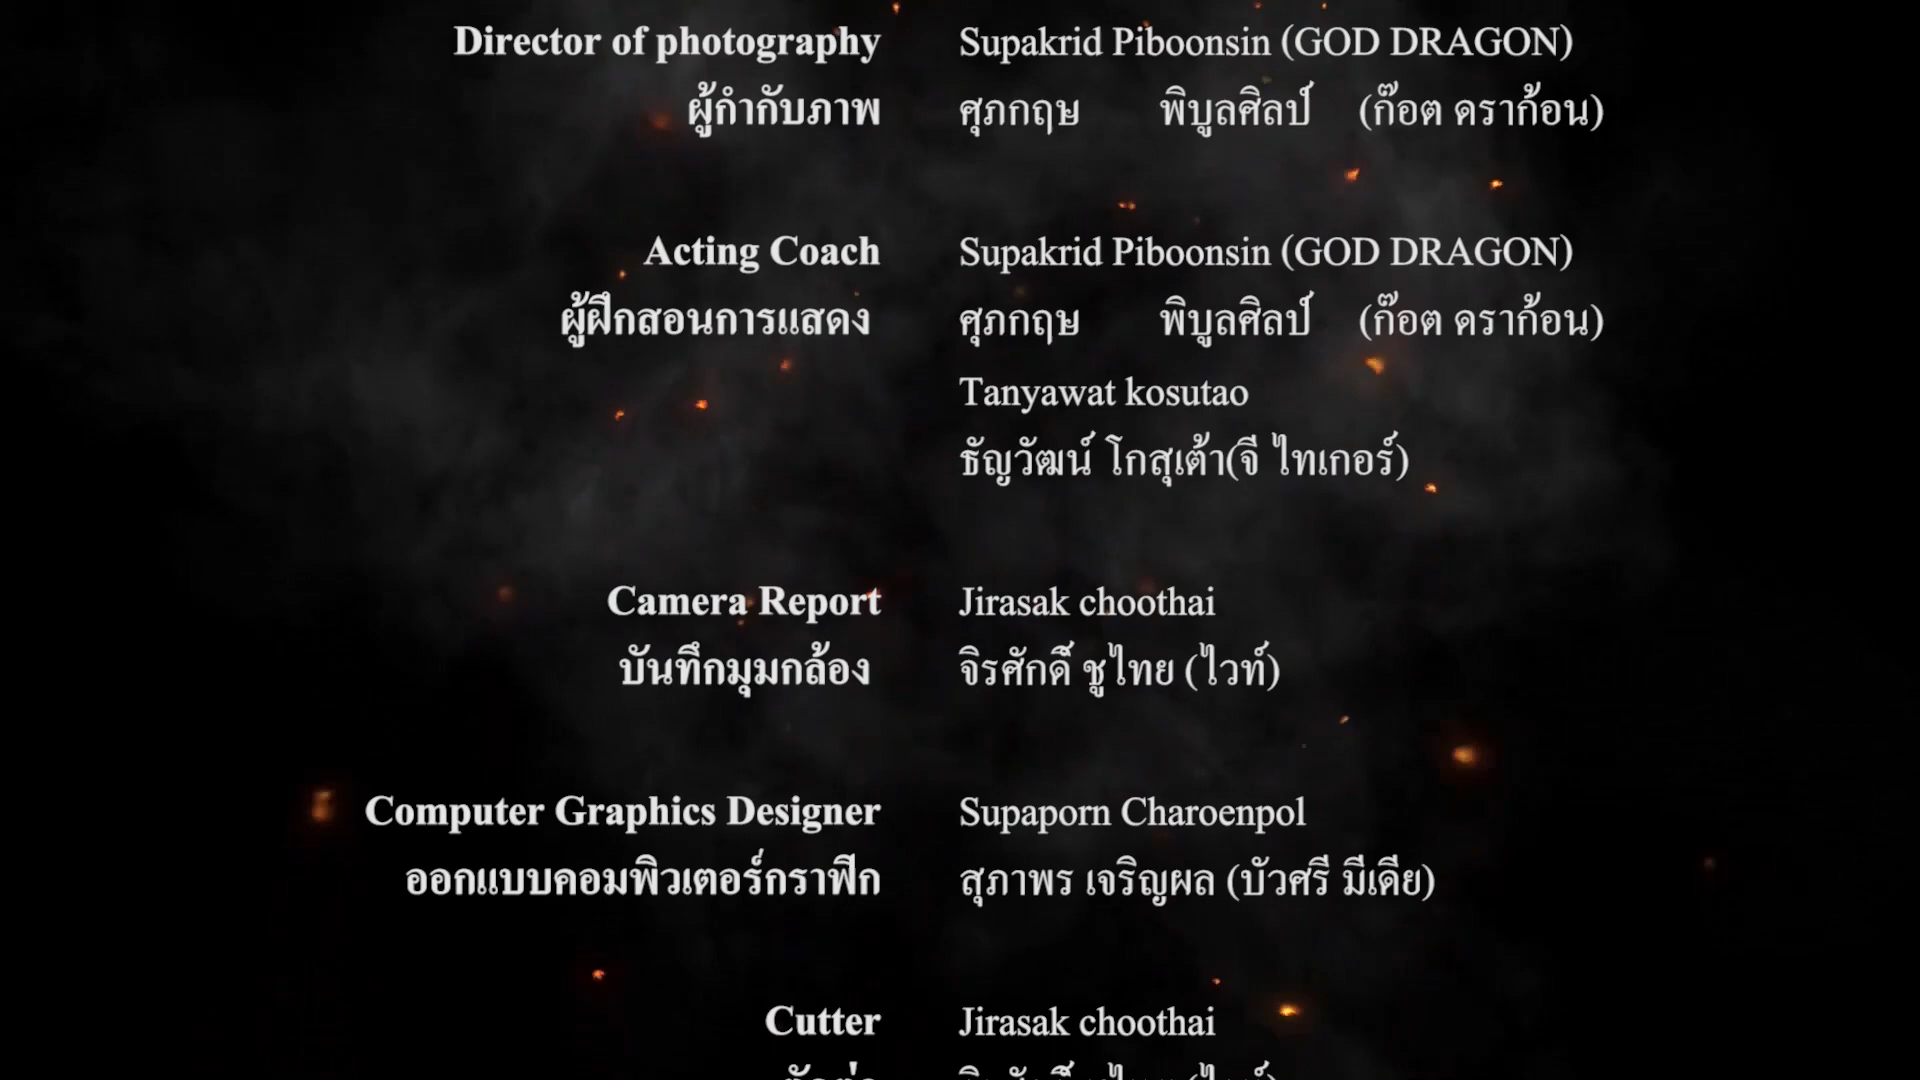 Director of photography Supakrid Piboonsin (GOD DRAGON)
ผู้กำกับภาพ ศุภกฤษ พิบูลศิลป์ (ก๊อต ดราก้อน)
Acting Coach Supakrid Piboonsin (GOD DRAGON)
ผู้ฝึกสอนการแสดง ศุภกฤษ พิบูลศิลป์ (ก๊อต ดราก้อน)
Tanyawat kosutao
ธัญวัฒน์ โกสุเต้า(จี ไทเกอร์)
Camera Report Jirasak choothai
บันทึกมุมกล้อง จิรศักดิ์ ชูไทย (ไวท์)
Computer Graphics Designer Supaporn Charoenpol
ออกแบบคอมพิวเตอร์กราฟีก สุภาพร เจริญผล (บัวศรี มีเดีย)
Cutter Jirasak choothai